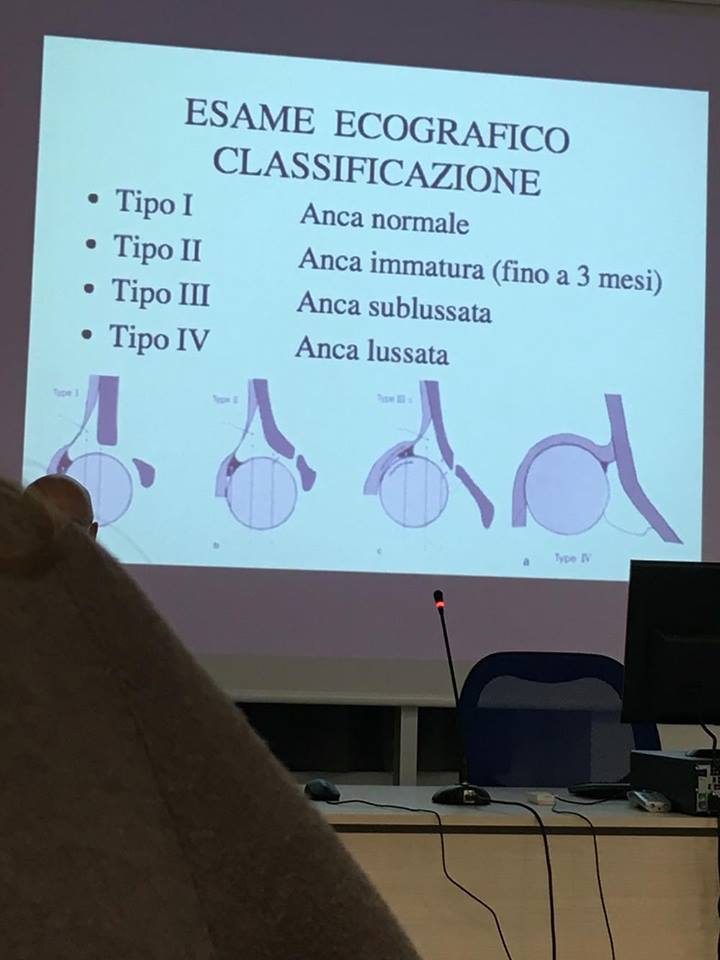 ESAME ECOGRAFICO
CLASSIFICAZIONE
• Tipo I Anca normale
• Tipo II Anca immatura (fino a 3 mesi)
• Tipo III Anca sublussata
• Tipo IV Anca lussata
Type I
Type II
Type III
b
c
a
Type IV